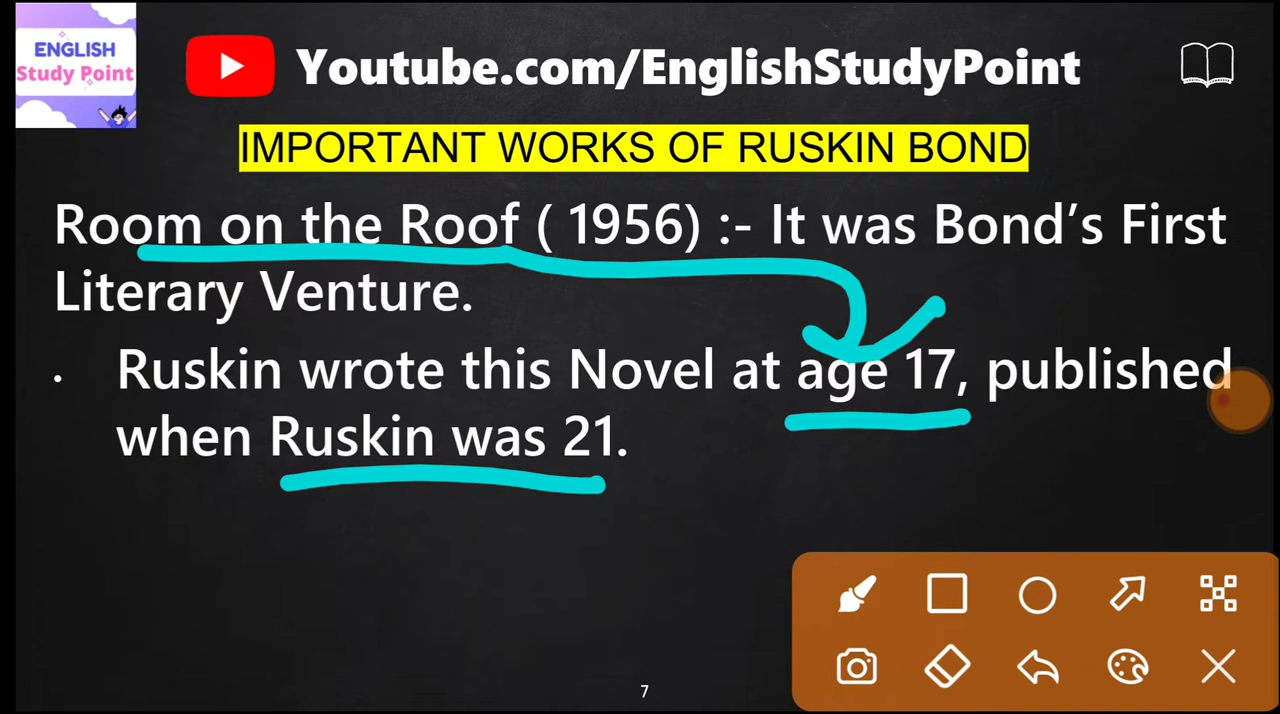 ENGLISH
Study Point
Youtube.com/EnglishStudyPoint
IMPORTANT WORKS OF RUSKIN BOND
Room on the Roof ( 1956) :- It was Bond’s First
Literary Venture.
• Ruskin wrote this Novel at age 17, published
when Ruskin was 21.
7